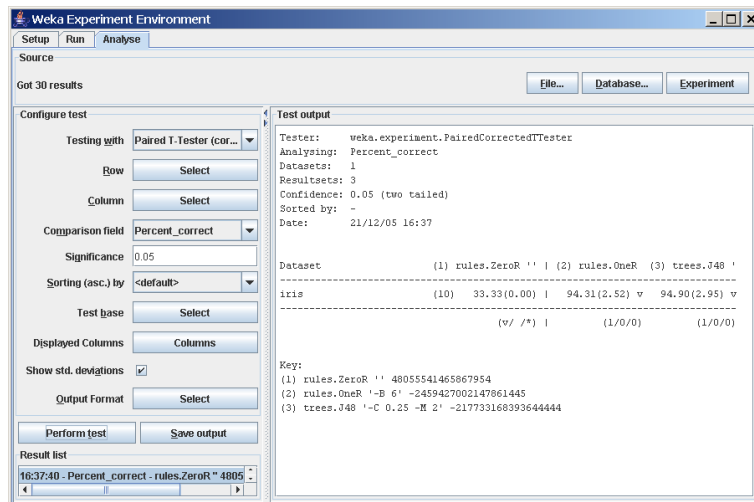 Weka Experiment Environment
Setup Run Analyse
Source
Got 30 results
File... Database... Experiment
Configure test
Testing with Paired T-Tester (cor...
Row Select
Column Select
Comparison field Percent_correct
Significance 0.05
Sorting (asc.) by <default>
Test base Select
Displayed Columns Columns
Show std. deviations
Output Format Select
Perform test Save output
Result list
16:37:40 - Percent_correct - rules.ZeroR '' 4805
Test output
Tester: weka.experiment.PairedCorrectedTTester
Analysing: Percent_correct
Datasets: 1
Resultsets: 3
Confidence: 0.05 (two tailed)
Sorted by: -
Date: 21/12/05 16:37
Dataset (1) rules.ZeroR '' | (2) rules.OneR (3) trees.J48 '
--------------------------------------------------------------------------
iris (10) 33.33(0.00) | 94.31(2.52) v 94.90(2.95) v
--------------------------------------------------------------------------
(v/ /*) | (1/0/0) (1/0/0)
Key:
(1) rules.ZeroR '' 48055541465867954
(2) rules.OneR '-B 6' -2459427002147861445
(3) trees.J48 '-C 0.25 -M 2' -217733168393644444